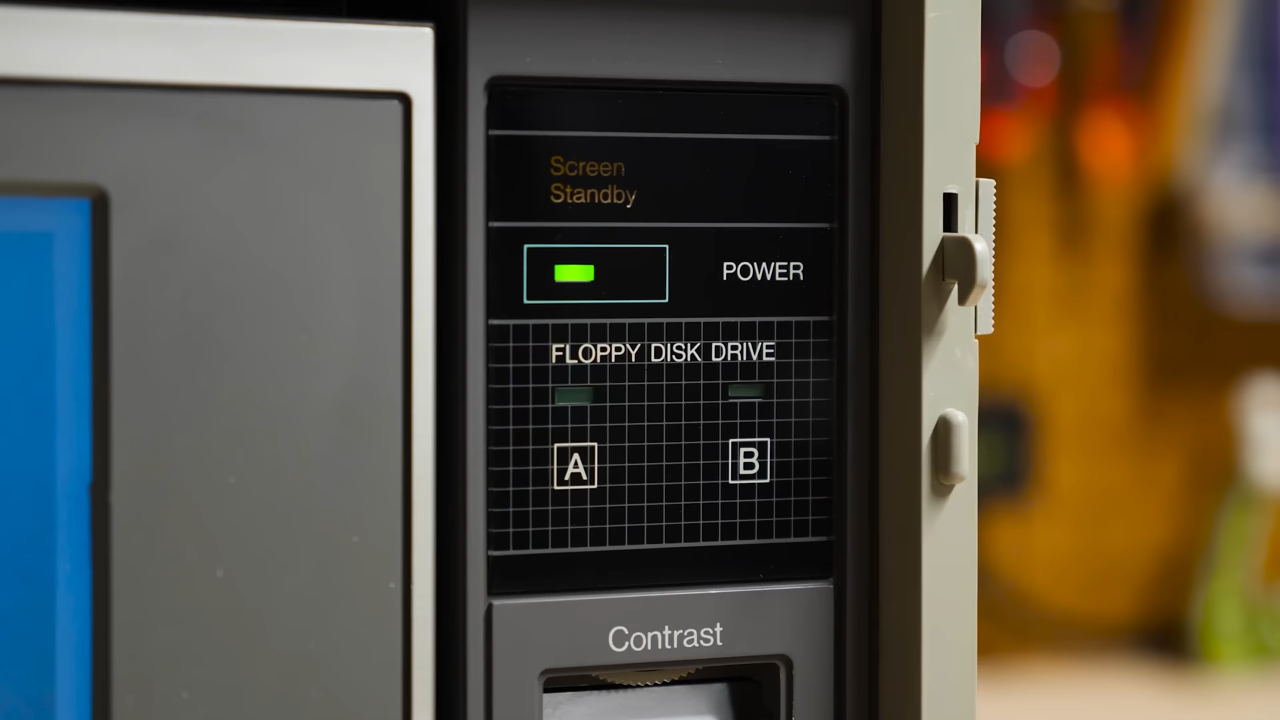 Screen
Standby
POWER
FLOPPY DISK DRIVE
A B
Contrast